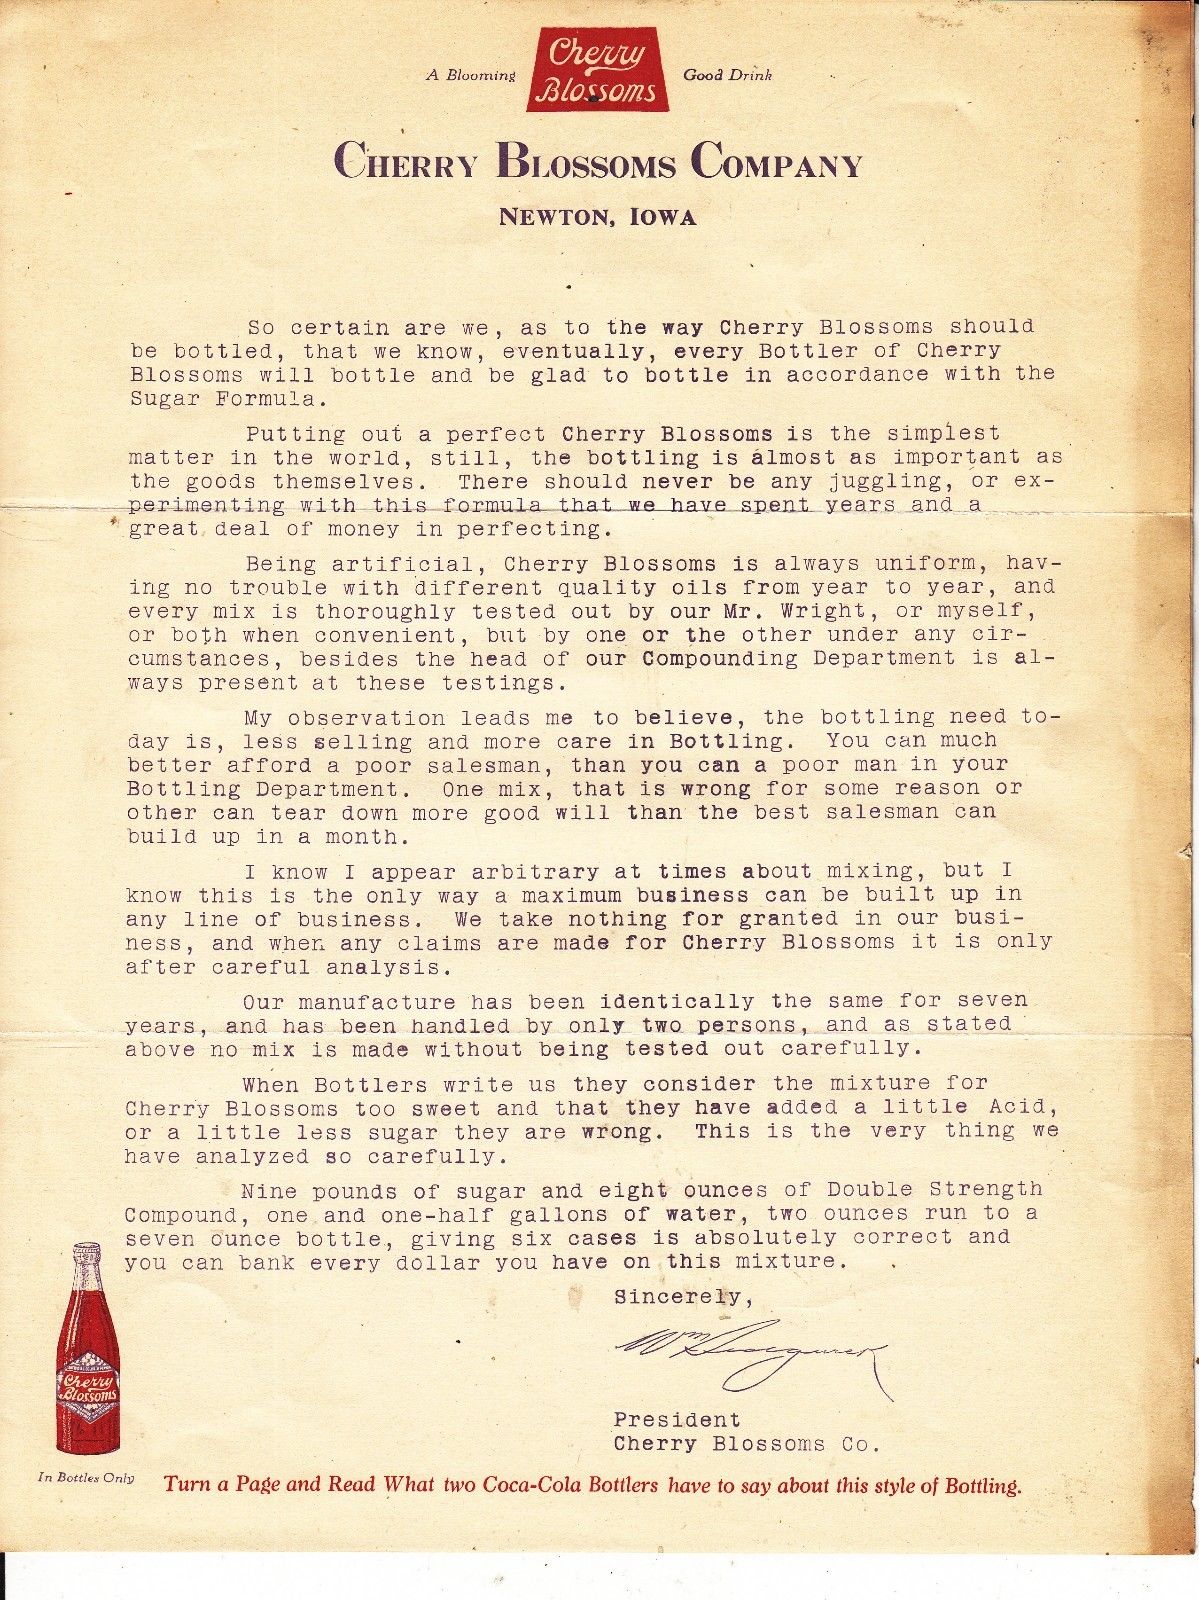 A Blooming Cherry Blossoms Good Drink
Cherry Blossoms Company
Newton, Iowa
So certain are we, as to the way Cherry Blossoms should
be bottled, that we know, eventually, every Bottler of Cherry
Blossoms will bottle and be glad to bottle in accordance with the
Sugar Formula.
Putting out a perfect Cherry Blossoms is the simplest
matter in the world, still, the bottling is almost as important as
the goods themselves. There should never be any juggling, or ex-
perimenting with this formula that we have spent years and a
great deal of money in perfecting.
Being artificial, Cherry Blossoms is always uniform, hav-
ing no trouble with different quality oils from year to year, and
every mix is thoroughly tested out by our Mr. Wright, or myself,
or both when convenient, but by one or the other under any cir-
cumstances, besides the head of our Compounding Department is al-
ways present at these testings.
My observation leads me to believe, the bottling need to-
day is, less selling and more care in Bottling. You can much
better afford a poor salesman, than you can a poor man in your
Bottling Department. One mix, that is wrong for some reason or
other can tear down more good will than the best salesman can
build up in a month.
I know I appear arbitrary at times about mixing, but I
know this is the only way a maximum business can be built up in
any line of business. We take nothing for granted in our busi-
ness, and when any claims are made for Cherry Blossoms it is only
after careful analysis.
Our manufacture has been identically the same for seven
years, and has been handled by only two persons, and as stated
above no mix is made without being tested out carefully.
When Bottlers write us they consider the mixture for
Cherry Blossoms too sweet and that they have added a little Acid,
or a little less sugar they are wrong. This is the very thing we
have analyzed so carefully.
Nine pounds of sugar and eight ounces of Double Strength
Compound, one and one-half gallons of water, two ounces run to a
seven ounce bottle, giving six cases is absolutely correct and
you can bank every dollar you have on this mixture.
Sincerely,
Wm
President
Cherry Blossoms Co.
Cherry
Blossoms
In Bottles Only
Turn a Page and Read What two Coca-Cola Bottlers have to say about this style of Bottling.